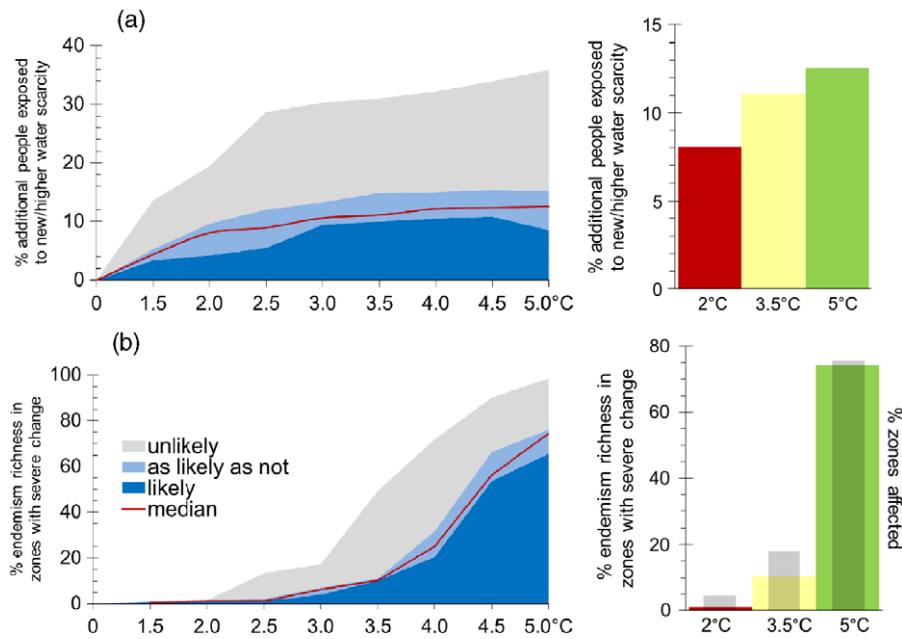 (a)
% additional people exposed
to new/higher water scarcity
40
30
20
10
0
0 1.5 2.0 2.5 3.0 3.5 4.0 4.5 5.0°C
% additional people exposed
to new/higher water scarcity
15
10
5
0
2°C 3.5°C 5°C
(b)
% endemism richness in
zones with severe change
100
80
60
40
20
0
unlikely
as likely as not
likely
median
0 1.5 2.0 2.5 3.0 3.5 4.0 4.5 5.0°C
% endemism richness in
zones with severe change
80
60
40
20
0
2°C 3.5°C 5°C
% zones affected